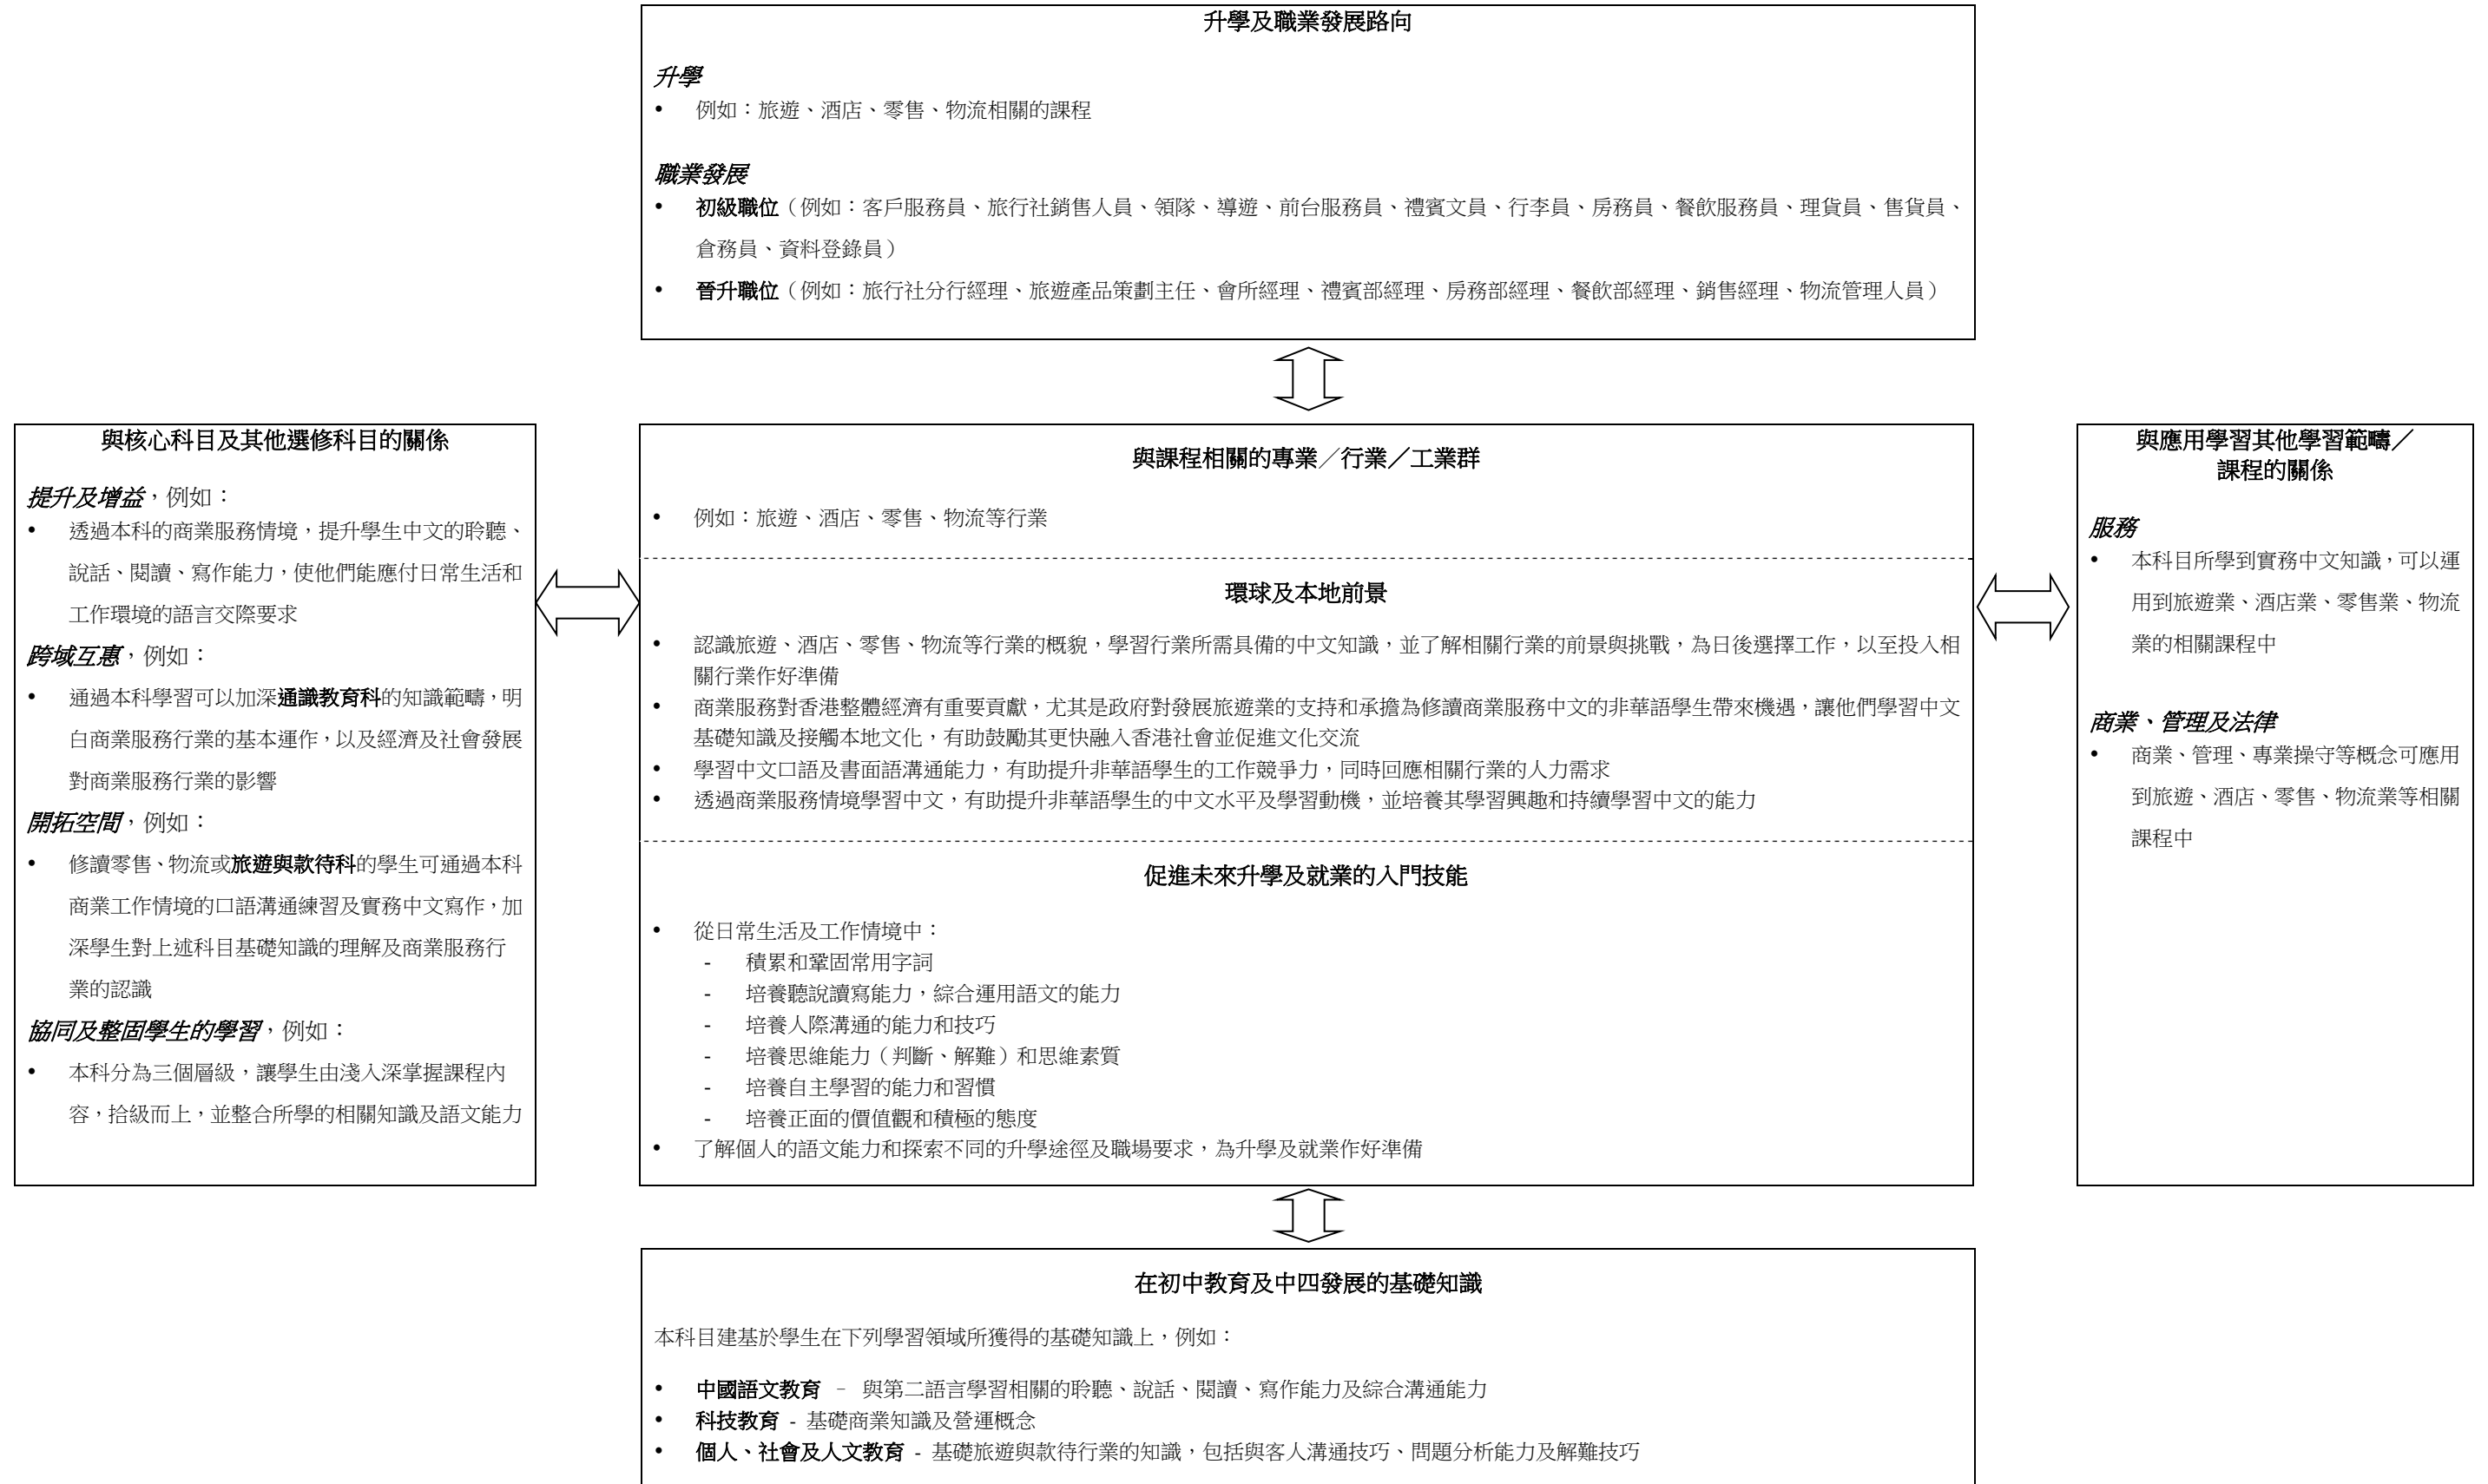 升學及職業發展路向
升學
• 例如：旅遊、酒店、零售、物流相關的課程
職業發展
• 初級職位（例如：客戶服務員、旅行社銷售人員、領隊、導遊、前台服務員、禮賓文員、行李員、房務員、餐飲服務員、理貨員、售貨員、
倉務員、資料登錄員）
• 晉升職位（例如：旅行社分行經理、旅遊產品策劃主任、會所經理、禮賓部經理、房務部經理、餐飲部經理、銷售經理、物流管理人員）
與核心科目及其他選修科目的關係
提升及增益，例如：
• 透過本科的商業服務情境，提升學生中文的聆聽、
說話、閱讀、寫作能力，使他們能應付日常生活和
工作環境的語言交際要求
跨域互惠，例如：
• 通過本科學習可以加深通識教育科的知識範疇，明
白商業服務行業的基本運作，以及經濟及社會發展
對商業服務行業的影響
開拓空間，例如：
• 修讀零售、物流或旅遊與款待科的學生可通過本科
商業工作情境的口語溝通練習及實務中文寫作，加
深學生對上述科目基礎知識的理解及商業服務行
業的認識
協同及整固學生的學習，例如：
• 本科分為三個層級，讓學生由淺入深掌握課程內
容，拾級而上，並整合所學的相關知識及語文能力
與課程相關的專業／行業／工業群
• 例如：旅遊、酒店、零售、物流等行業
環球及本地前景
• 認識旅遊、酒店、零售、物流等行業的概貌，學習行業所需具備的中文知識，並了解相關行業的前景與挑戰，為日後選擇工作，以至投入相
關行業作好準備
• 商業服務對香港整體經濟有重要貢獻，尤其是政府對發展旅遊業的支持和承擔為修讀商業服務中文的非華語學生帶來機遇，讓他們學習中文
基礎知識及接觸本地文化，有助鼓勵其更快融入香港社會並促進文化交流
• 學習中文口語及書面語溝通能力，有助提升非華語學生的工作競爭力，同時回應相關行業的人力需求
• 透過商業服務情境學習中文，有助提升非華語學生的中文水平及學習動機，並培養其學習興趣和持續學習中文的能力
促進未來升學及就業的入門技能
• 從日常生活及工作情境中：
- 積累和鞏固常用字詞
- 培養聽說讀寫能力，綜合運用語文的能力
- 培養人際溝通的能力和技巧
- 培養思維能力（判斷、解難）和思維素質
- 培養自主學習的能力和習慣
- 培養正面的價值觀和積極的態度
• 了解個人的語文能力和探索不同的升學途徑及職場要求，為升學及就業作好準備
與應用學習其他學習範疇／
課程的關係
服務
• 本科目所學到實務中文知識，可以運
用到旅遊業、酒店業、零售業、物流
業的相關課程中
商業、管理及法律
• 商業、管理、專業操守等概念可應用
到旅遊、酒店、零售、物流業等相關
課程中
在初中教育及中四發展的基礎知識
本科目建基於學生在下列學習領域所獲得的基礎知識上，例如：
• 中國語文教育 – 與第二語言學習相關的聆聽、說話、閱讀、寫作能力及綜合溝通能力
• 科技教育 - 基礎商業知識及營運概念
• 個人、社會及人文教育 - 基礎旅遊與款待行業的知識，包括與客人溝通技巧、問題分析能力及解難技巧